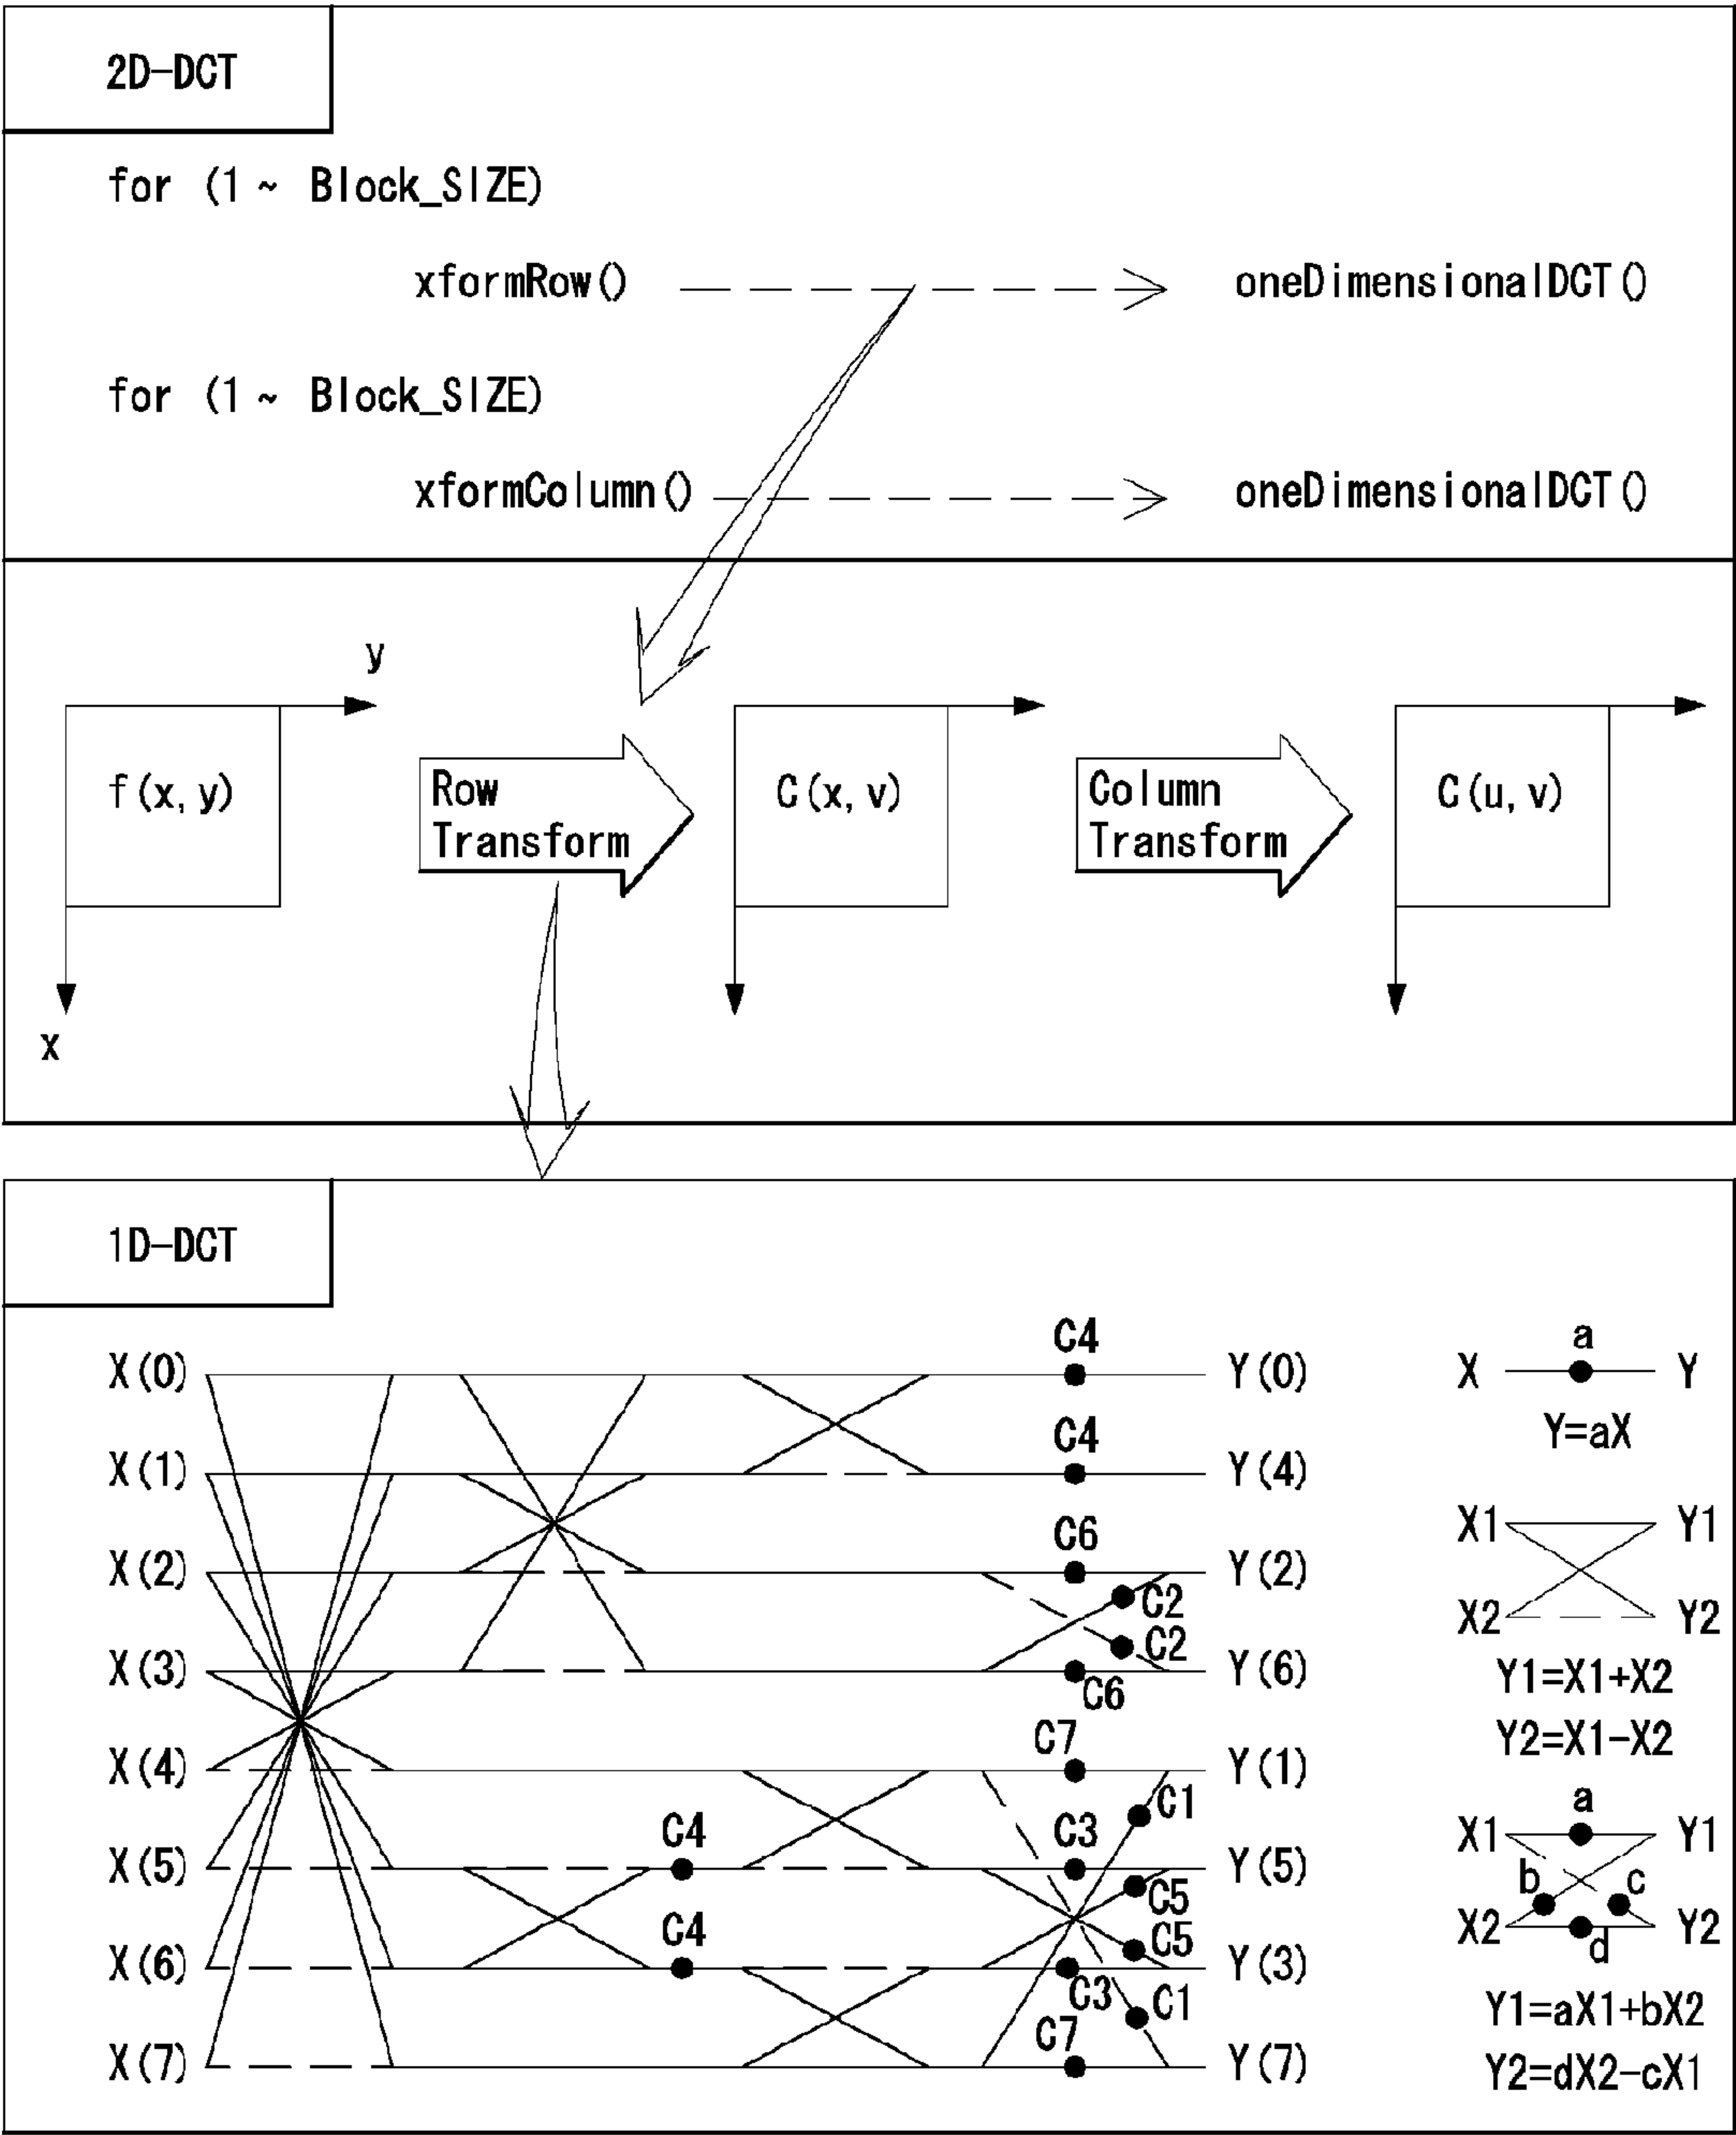 2D-DCT
for (1 ~ Block_SIZE)
xformRow() oneDimensionalDCT()
for (1 ~ Block_SIZE)
xformColumn() oneDimensionalDCT()
y
f(x,y)
Row
Transform
C(x,v)
Column
Transform
C(u,v)
x
1D-DCT
X(0) C4 Y(0)
X(1) C4 Y(4)
X(2) C6 Y(2)
C2
C2
X(3) C6 Y(6)
X(4) C7 Y(1)
C1
X(5) C4 C3 Y(5)
C5
C5
X(6) C4 C3 Y(3)
C1
X(7) C7 Y(7)
a
X Y
Y=aX
X1 Y1
X2 Y2
Y1=X1+X2
Y2=X1-X2
a
X1 Y1
b c
X2 d Y2
Y1=aX1+bX2
Y2=dX2-cX1